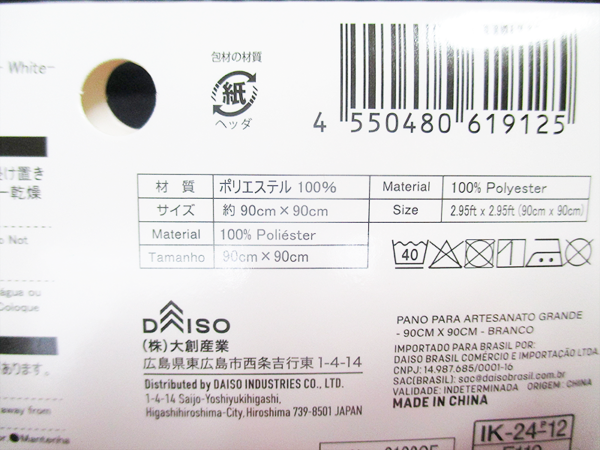 - White-
包材の材質
紙
ヘッダ
4 550480 619125
け置き
ー乾燥
材質 ポリエステル 100%
サイズ 約 90cm×90cm
Material 100% Poliéster
Tamanho 90cm×90cm
Material 100% Polyester
Size 2.95ft x 2.95ft (90cm x 90cm)
40
Do Not
água ou
Coloque
あります。
away from
Mantenha
DAISO
(株)大創産業
広島県東広島市西条吉行東 1-4-14
Distributed by DAISO INDUSTRIES CO., LTD.
1-4-14 Saijo-Yoshiyukihigashi,
Higashihiroshima-City, Hiroshima 739-8501 JAPAN
PANO PARA ARTESANATO GRANDE
- 90CM X 90CM - BRANCO
IMPORTADO PARA BRASIL POR:
DAISO BRASIL COMÉRCIO E IMPORTAÇÃO LTDA
CNPJ: 14.987.685/0001-16
SAC(BRASIL): sac@daisobrasil.com.br
VALIDADE: INDETERMINADA ORIGEM: CHINA
MADE IN CHINA
IK-24-P-12